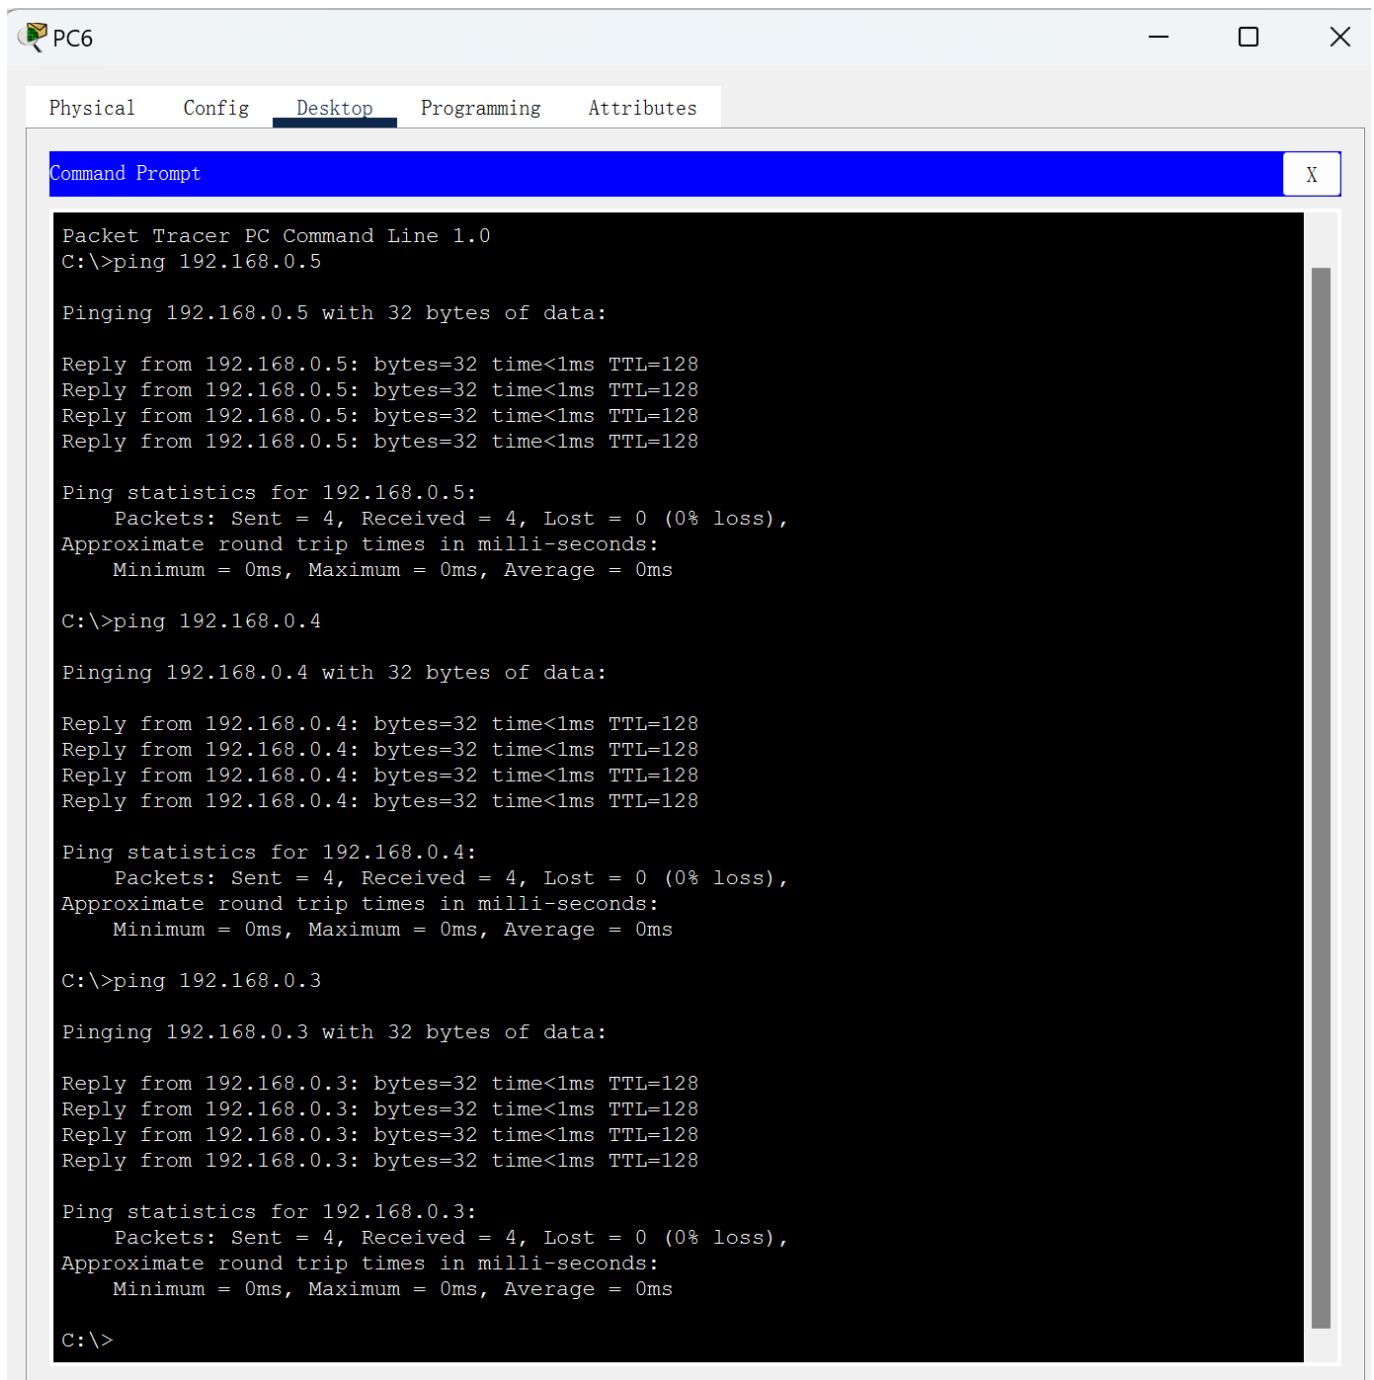 PC6
Physical Config Desktop Programming Attributes
Command Prompt X
Packet Tracer PC Command Line 1.0
C:\>ping 192.168.0.5
Pinging 192.168.0.5 with 32 bytes of data:
Reply from 192.168.0.5: bytes=32 time<1ms TTL=128
Reply from 192.168.0.5: bytes=32 time<1ms TTL=128
Reply from 192.168.0.5: bytes=32 time<1ms TTL=128
Reply from 192.168.0.5: bytes=32 time<1ms TTL=128
Ping statistics for 192.168.0.5:
Packets: Sent = 4, Received = 4, Lost = 0 (0% loss),
Approximate round trip times in milli-seconds:
Minimum = 0ms, Maximum = 0ms, Average = 0ms
C:\>ping 192.168.0.4
Pinging 192.168.0.4 with 32 bytes of data:
Reply from 192.168.0.4: bytes=32 time<1ms TTL=128
Reply from 192.168.0.4: bytes=32 time<1ms TTL=128
Reply from 192.168.0.4: bytes=32 time<1ms TTL=128
Reply from 192.168.0.4: bytes=32 time<1ms TTL=128
Ping statistics for 192.168.0.4:
Packets: Sent = 4, Received = 4, Lost = 0 (0% loss),
Approximate round trip times in milli-seconds:
Minimum = 0ms, Maximum = 0ms, Average = 0ms
C:\>ping 192.168.0.3
Pinging 192.168.0.3 with 32 bytes of data:
Reply from 192.168.0.3: bytes=32 time<1ms TTL=128
Reply from 192.168.0.3: bytes=32 time<1ms TTL=128
Reply from 192.168.0.3: bytes=32 time<1ms TTL=128
Reply from 192.168.0.3: bytes=32 time<1ms TTL=128
Ping statistics for 192.168.0.3:
Packets: Sent = 4, Received = 4, Lost = 0 (0% loss),
Approximate round trip times in milli-seconds:
Minimum = 0ms, Maximum = 0ms, Average = 0ms
C:\>